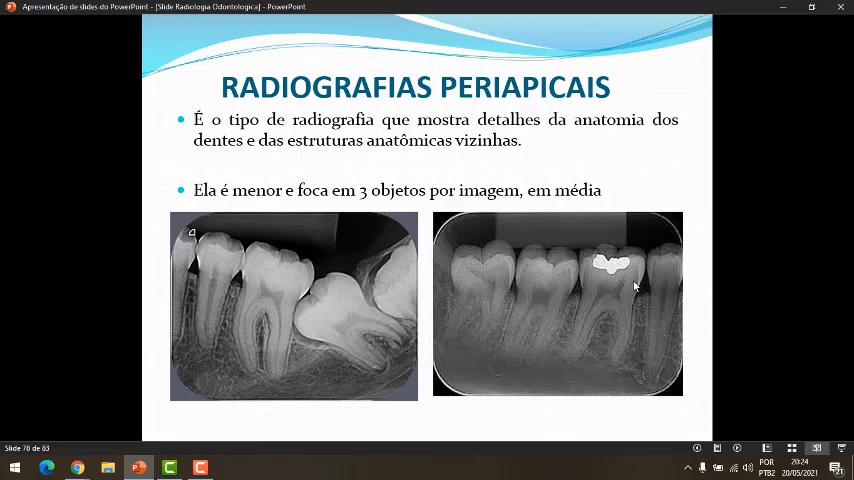 Apresentação de slides do PowerPoint - [Slide Radiologia Odontologica] - PowerPoint
RADIOGRAFIAS PERIAPICAIS
É o tipo de radiografia que mostra detalhes da anatomia dos
dentes e das estruturas anatômicas vizinhas.
Ela é menor e foca em 3 objetos por imagem, em média
Slide 78 de 83
POR
PTB2
20:24
20/05/2021
21